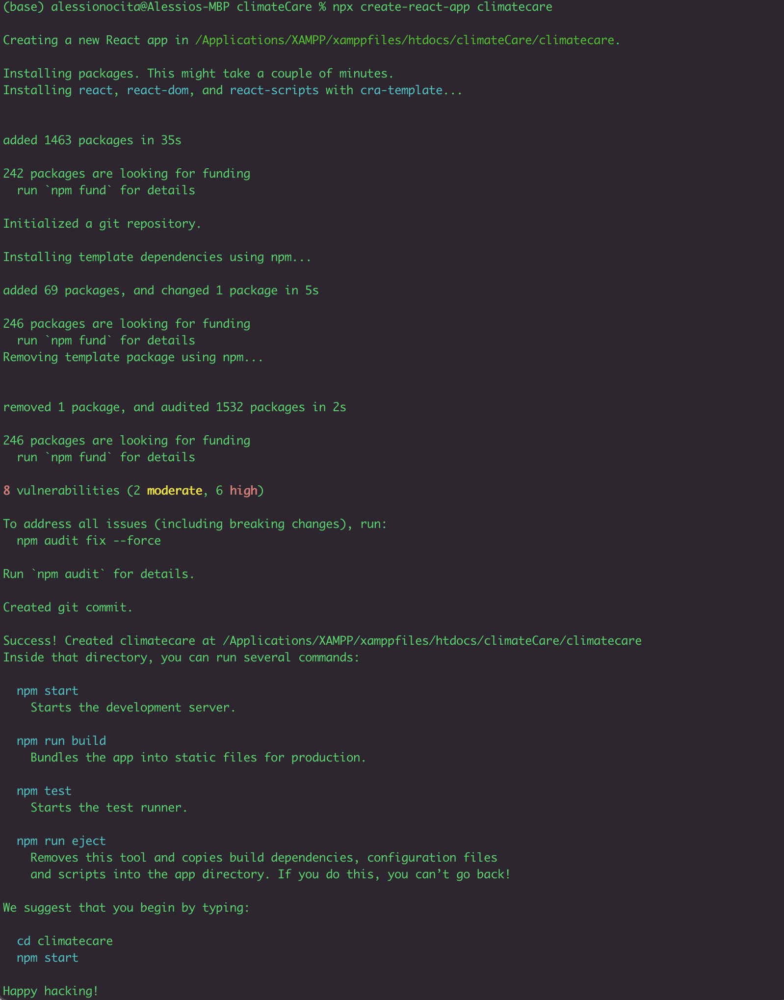 (base) alessionocita@Alessios-MBP climateCare % npx create-react-app climatecare
Creating a new React app in /Applications/XAMPP/xamppfiles/htdocs/climateCare/climatecare.
Installing packages. This might take a couple of minutes.
Installing react, react-dom, and react-scripts with cra-template...
added 1463 packages in 35s
242 packages are looking for funding
  run `npm fund` for details
Initialized a git repository.
Installing template dependencies using npm...
added 69 packages, and changed 1 package in 5s
246 packages are looking for funding
  run `npm fund` for details
Removing template package using npm...
removed 1 package, and audited 1532 packages in 2s
246 packages are looking for funding
  run `npm fund` for details
8 vulnerabilities (2 moderate, 6 high)
To address all issues (including breaking changes), run:
  npm audit fix --force
Run `npm audit` for details.
Created git commit.
Success! Created climatecare at /Applications/XAMPP/xamppfiles/htdocs/climateCare/climatecare
Inside that directory, you can run several commands:
  npm start
    Starts the development server.
  npm run build
    Bundles the app into static files for production.
  npm test
    Starts the test runner.
  npm run eject
    Removes this tool and copies build dependencies, configuration files
    and scripts into the app directory. If you do this, you can’t go back!
We suggest that you begin by typing:
  cd climatecare
  npm start
Happy hacking!